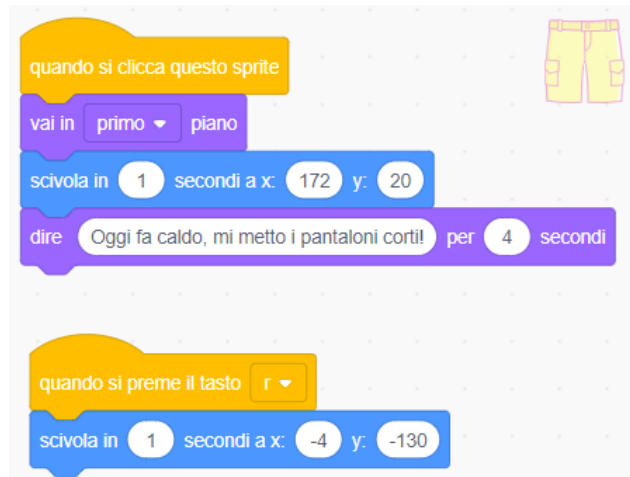 quando si clicca questo sprite
vai in primo piano
scivola in 1 secondi a x: 172 y: 20
dire Oggi fa caldo, mi metto i pantaloni corti! per 4 secondi
quando si preme il tasto r
scivola in 1 secondi a x: -4 y: -130